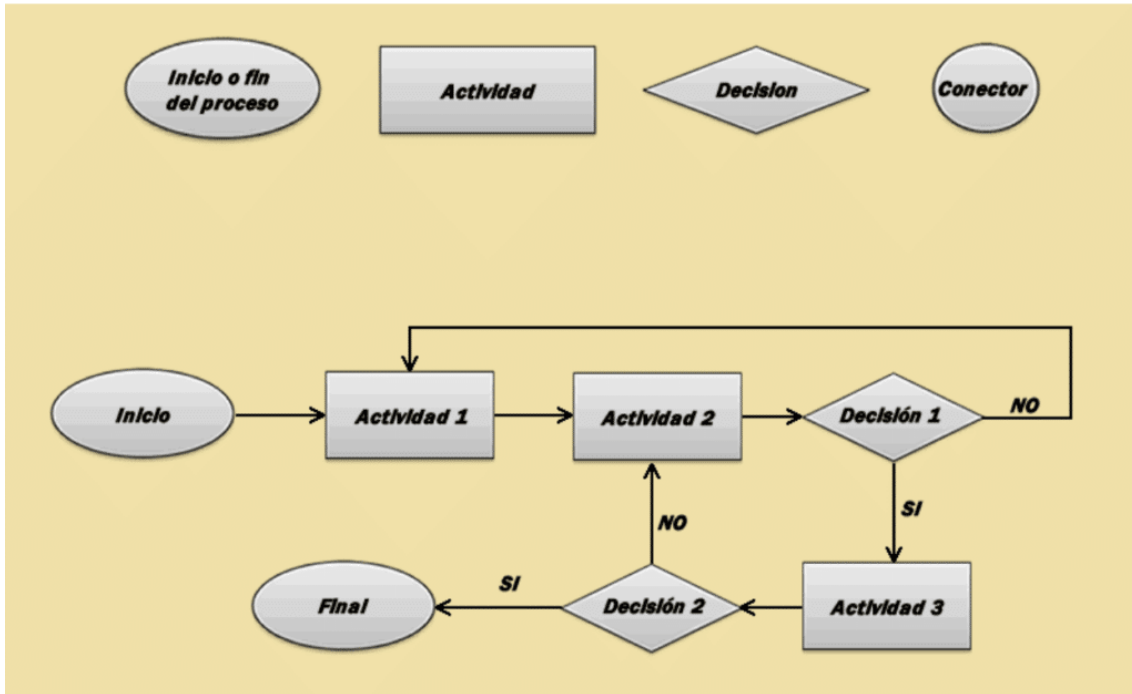 Inicio o fin
del proceso
Actividad
Decision
Conector
Inicio
Actividad 1
Actividad 2
Decisión 1
NO
SI
NO
Final
SI
Decisión 2
Actividad 3